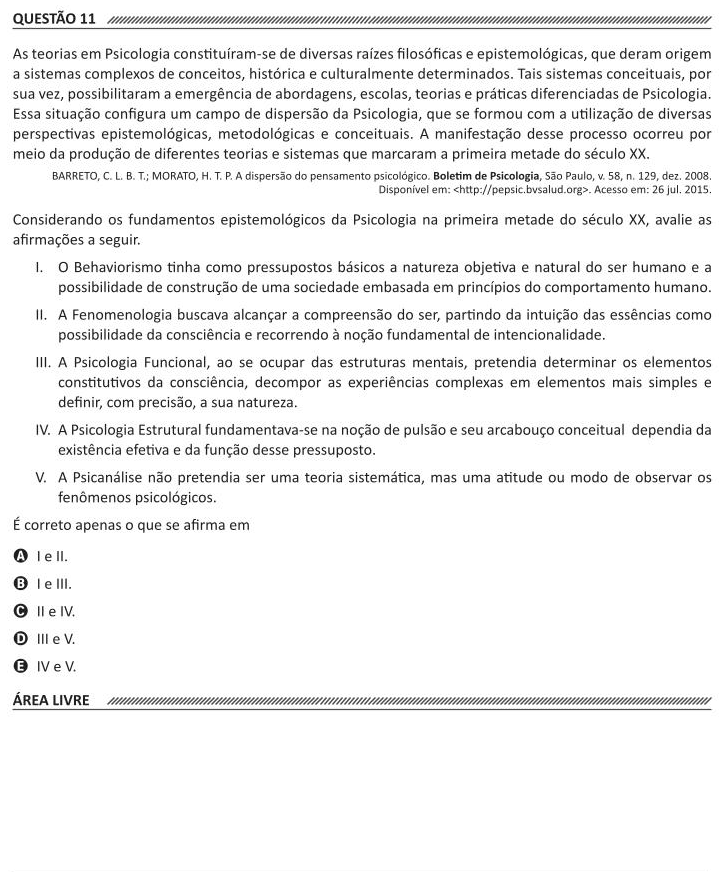 QUESTÃO 11
As teorias em Psicologia constituíram-se de diversas raízes filosóficas e epistemológicas, que deram origem
a sistemas complexos de conceitos, histórica e culturalmente determinados. Tais sistemas conceituais, por
sua vez, possibilitaram a emergência de abordagens, escolas, teorias e práticas diferenciadas de Psicologia.
Essa situação configura um campo de dispersão da Psicologia, que se formou com a utilização de diversas
perspectivas epistemológicas, metodológicas e conceituais. A manifestação desse processo ocorreu por
meio da produção de diferentes teorias e sistemas que marcaram a primeira metade do século XX.
BARRETO, C. L. B. T.; MORATO, H. T. P. A dispersão do pensamento psicológico. Boletim de Psicologia, São Paulo, v. 58, n. 129, dez. 2008.
Disponível em: <http://pepsic.bvsalud.org>. Acesso em: 26 jul. 2015.
Considerando os fundamentos epistemológicos da Psicologia na primeira metade do século XX, avalie as
afirmações a seguir.
I. O Behaviorismo tinha como pressupostos básicos a natureza objetiva e natural do ser humano e a
possibilidade de construção de uma sociedade embasada em princípios do comportamento humano.
II. A Fenomenologia buscava alcançar a compreensão do ser, partindo da intuição das essências como
possibilidade da consciência e recorrendo à noção fundamental de intencionalidade.
III. A Psicologia Funcional, ao se ocupar das estruturas mentais, pretendia determinar os elementos
constitutivos da consciência, decompor as experiências complexas em elementos mais simples e
definir, com precisão, a sua natureza.
IV. A Psicologia Estrutural fundamentava-se na noção de pulsão e seu arcabouço conceitual dependia da
existência efetiva e da função desse pressuposto.
V. A Psicanálise não pretendia ser uma teoria sistemática, mas uma atitude ou modo de observar os
fenômenos psicológicos.
É correto apenas o que se afirma em
A I e II.
B I e III.
C II e IV.
D III e V.
E IV e V.
ÁREA LIVRE